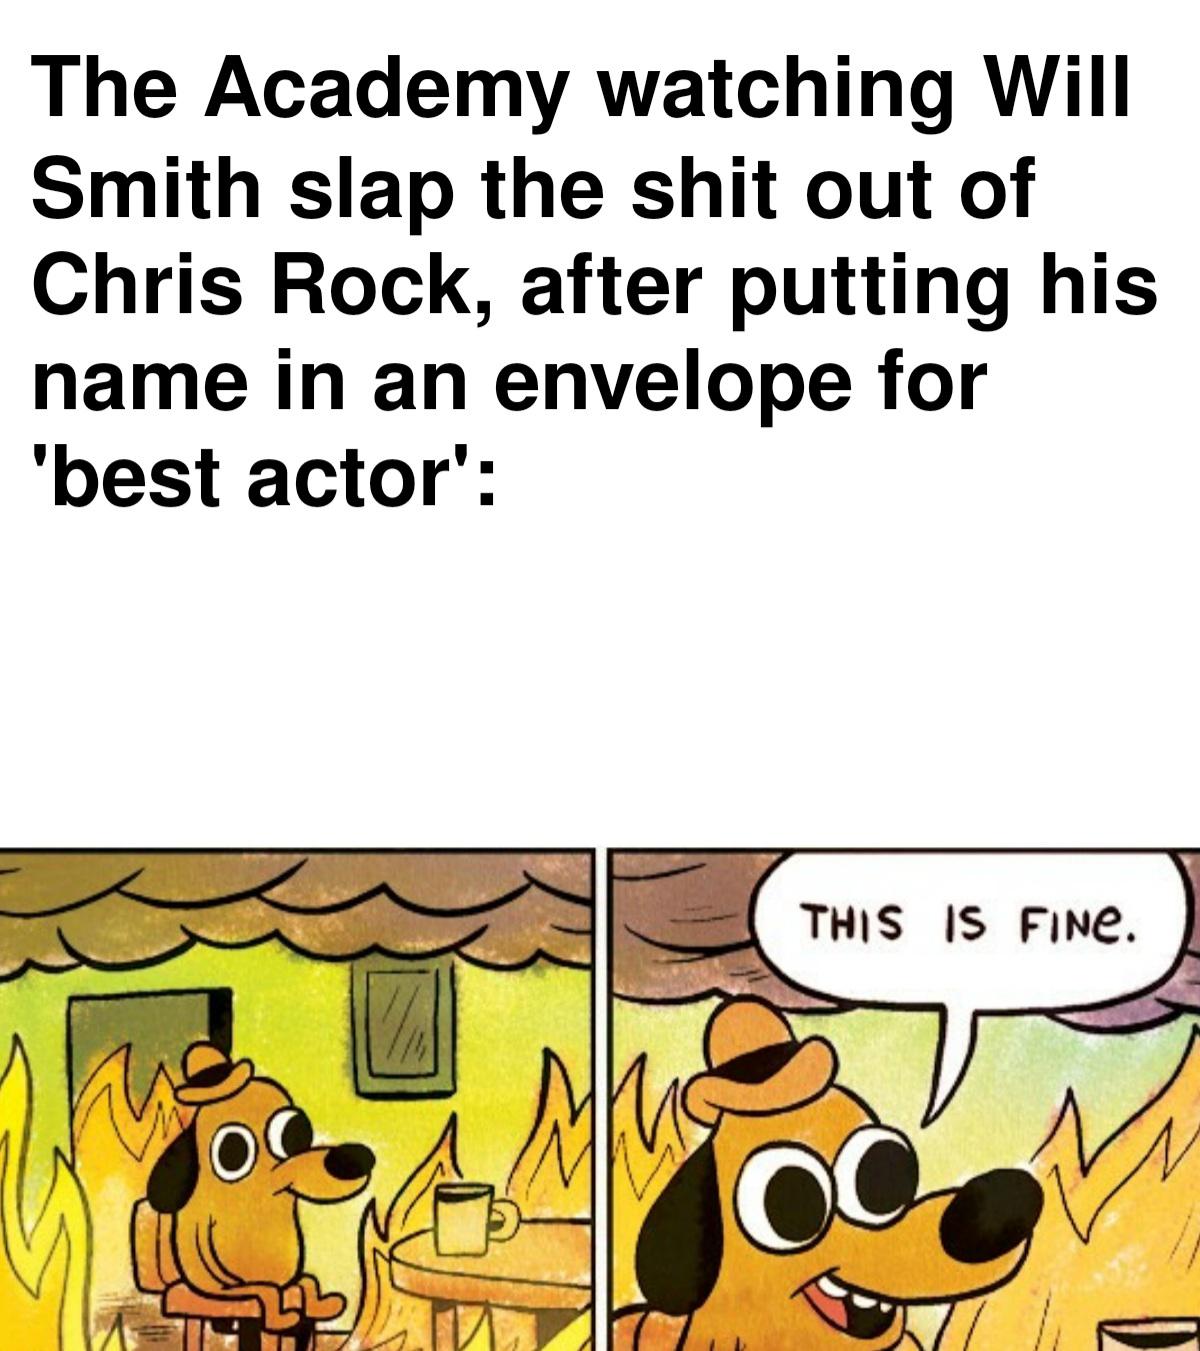 The Academy watching Will
Smith slap the shit out of
Chris Rock, after putting his
name in an envelope for
'best actor':
THIS IS FINE.